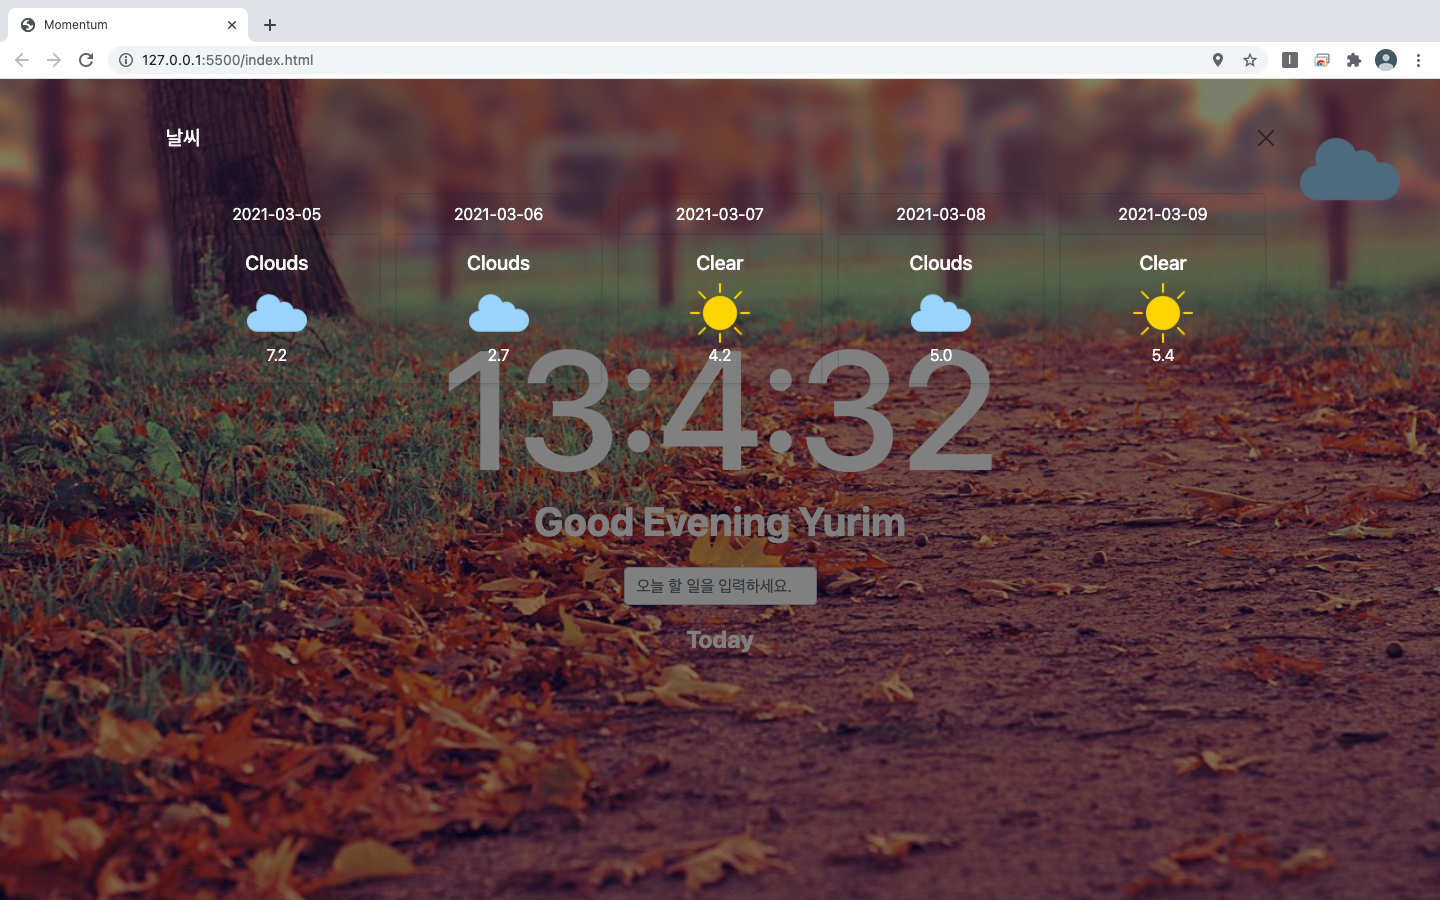 Momentum
127.0.0.1:5500/index.html
날씨
2021-03-05
Clouds
7.2
2021-03-06
Clouds
2.7
2021-03-07
Clear
4.2
2021-03-08
Clouds
5.0
2021-03-09
Clear
5.4
13:4:32
Good Evening Yurim
오늘 할 일을 입력하세요.
Today